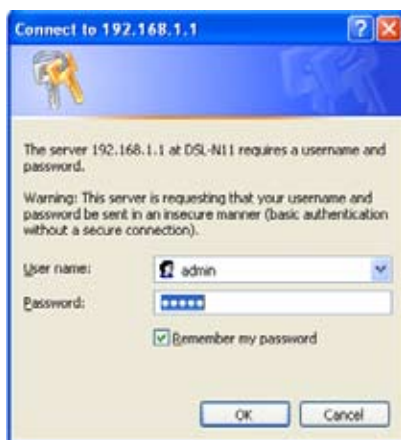 Connect to 192.168.1.1
The server 192.168.1.1 at DSL-N11 requires a username and
password.
Warning: This server is requesting that your username and
password be sent in an insecure manner (basic authentication
without a secure connection).
User name:
admin
Password:
•••••
Remember my password
OK
Cancel